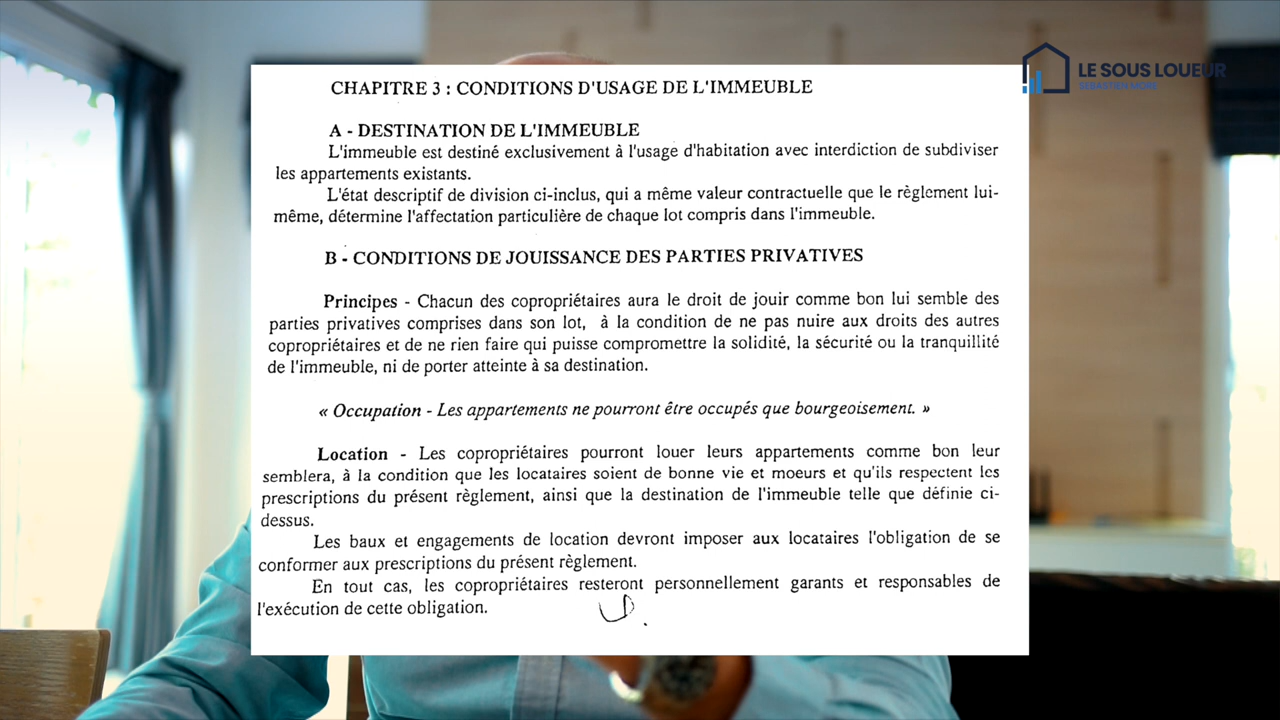 LE SOUS LOUEUR
CHAPITRE 3 : CONDITIONS D'USAGE DE L'IMMEUBLE
A - DESTINATION DE L'IMMEUBLE
L'immeuble est destiné exclusivement à l'usage d'habitation avec interdiction de subdiviser
les appartements existants.
L'état descriptif de division ci-inclus, qui a même valeur contractuelle que le règlement lui-
même, détermine l'affectation particulière de chaque lot compris dans l'immeuble.
B - CONDITIONS DE JOUISSANCE DES PARTIES PRIVATIVES
Principes - Chacun des copropriétaires aura le droit de jouir comme bon lui semble des
parties privatives comprises dans son lot, à la condition de ne pas nuire aux droits des autres
copropriétaires et de ne rien faire qui puisse compromettre la solidité, la sécurité ou la tranquillité
de l'immeuble, ni de porter atteinte à sa destination.
« Occupation - Les appartements ne pourront être occupés que bourgeoisement. »
Location - Les copropriétaires pourront louer leurs appartements comme bon leur
semblera, à la condition que les locataires soient de bonne vie et moeurs et qu'ils respectent les
prescriptions du présent règlement, ainsi que la destination de l'immeuble telle que définie ci-
dessus.
Les baux et engagements de location devront imposer aux locataires l'obligation de se
conformer aux prescriptions du présent règlement.
En tout cas, les copropriétaires resteront personnellement garants et responsables de
l'exécution de cette obligation.